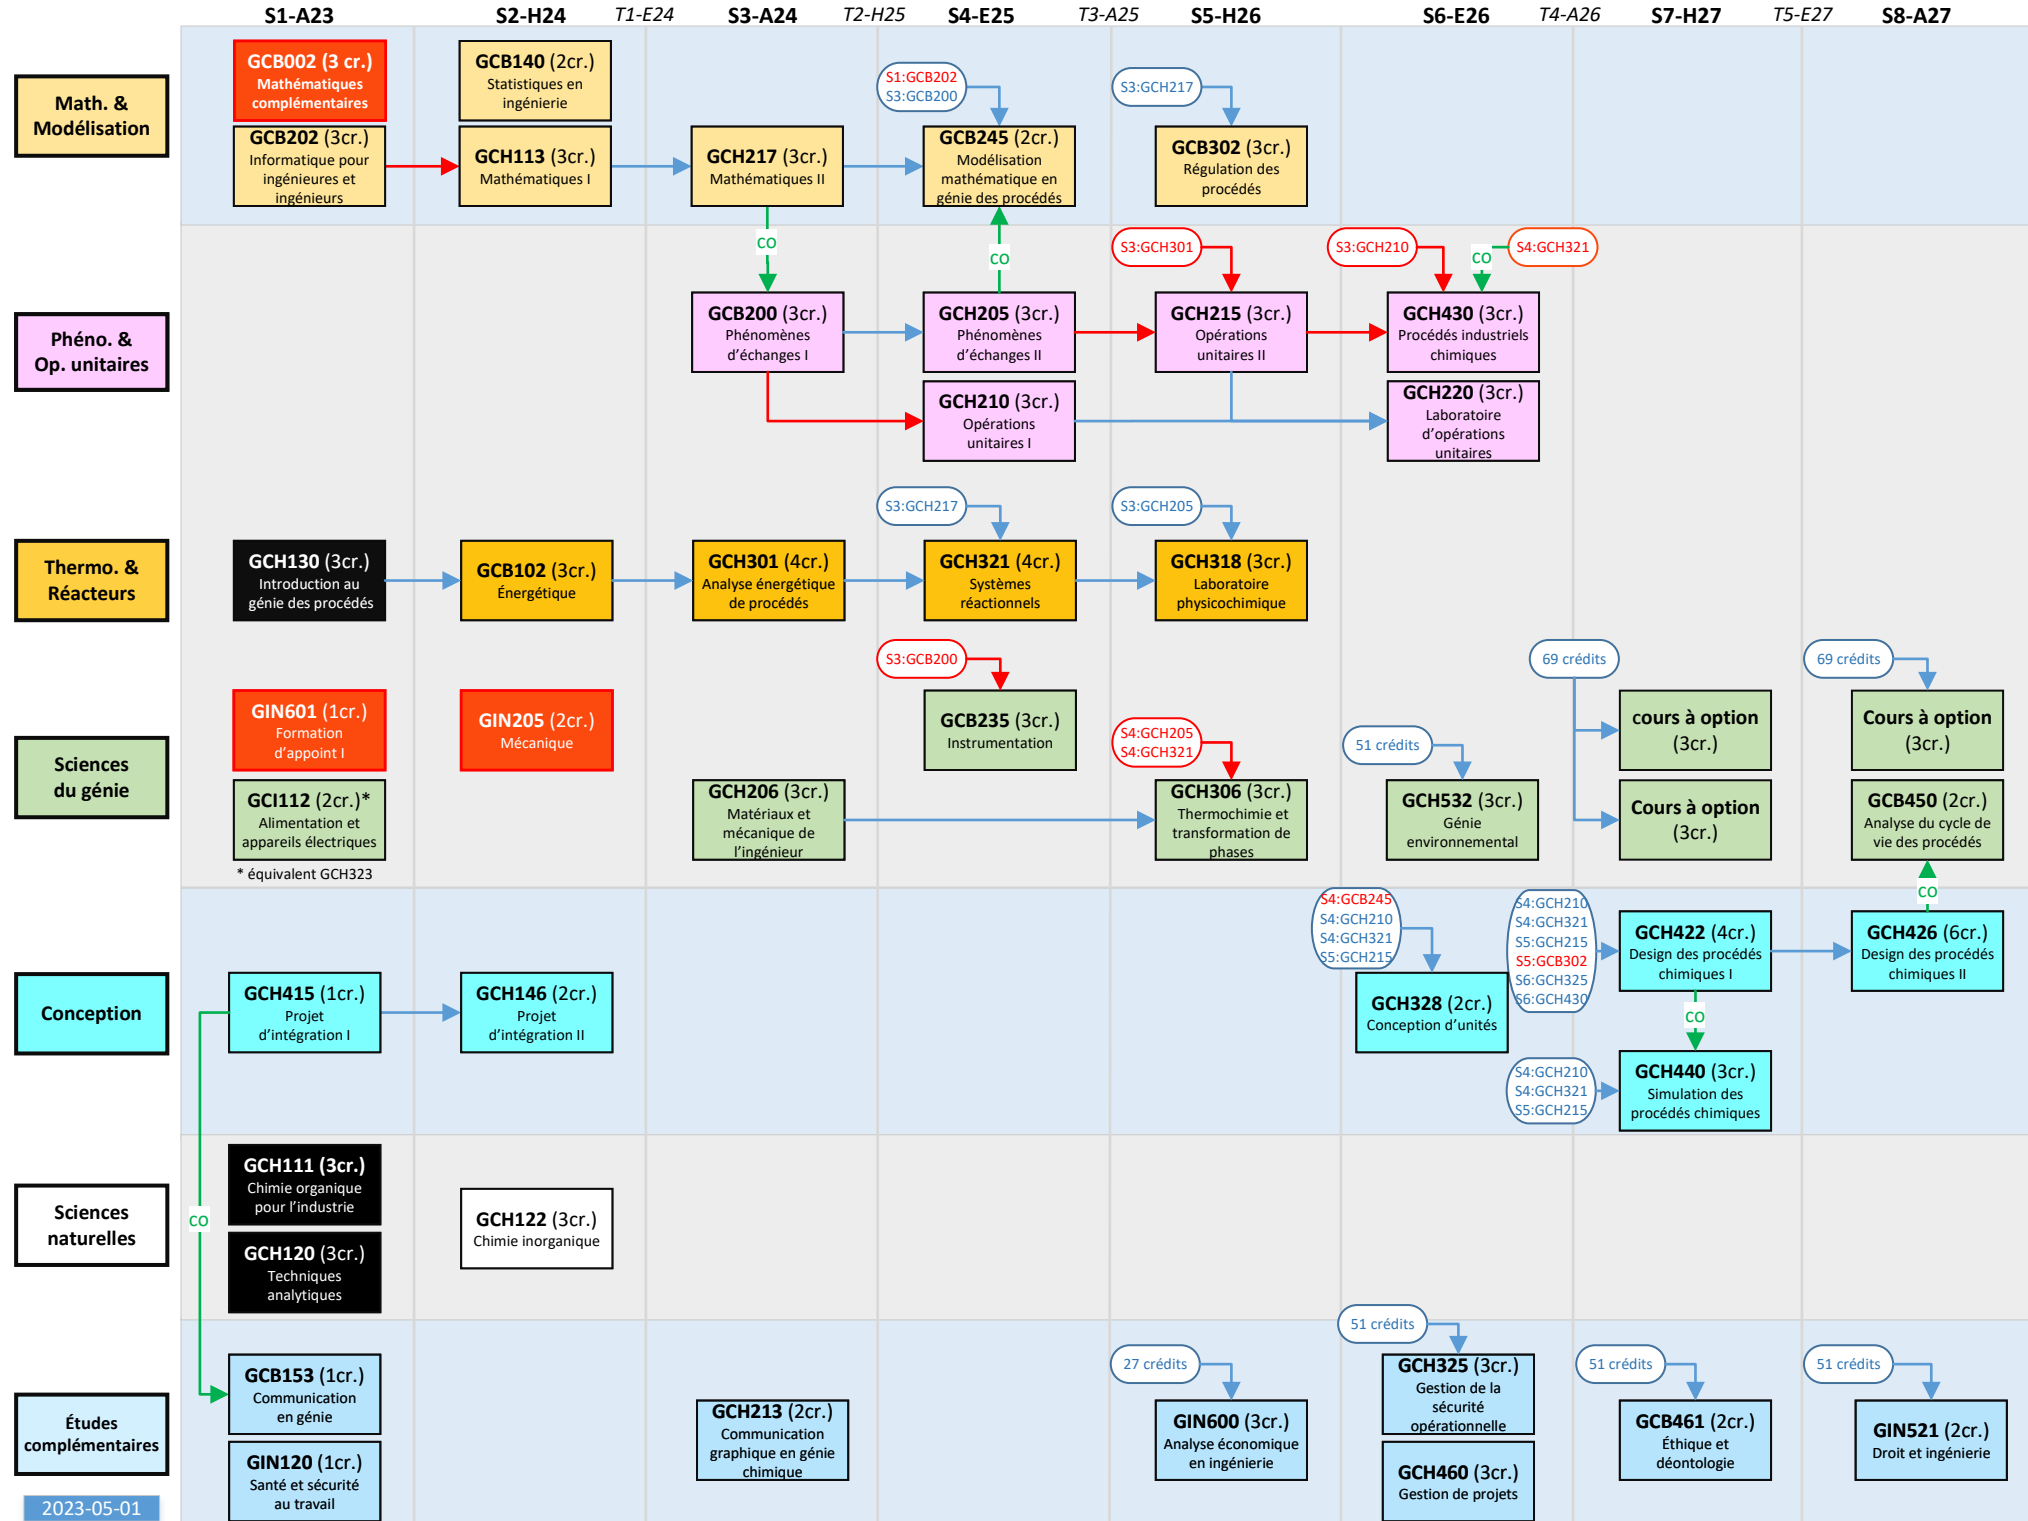 S1-A23 S2-H24 T1-E24 S3-A24 T2-H25 S4-E25 T3-A25 S5-H26 S6-E26 T4-A26 S7-H27 T5-E27 S8-A27
Math. &
Modélisation
GCB002 (3 cr.)
Mathématiques
complémentaires
GCB202 (3cr.)
Informatique pour
ingénieures et
ingénieurs
GCB140 (2cr.)
Statistiques en
ingénierie
GCH113 (3cr.)
Mathématiques I
GCH217 (3cr.)
Mathématiques II
S1:GCB202
S3:GCB200
GCB245 (2cr.)
Modélisation
mathématique en
génie des procédés
S3:GCH217
GCB302 (3cr.)
Régulation des
procédés
CO
CO
Phéno. &
Op. unitaires
GCB200 (3cr.)
Phénomènes
d'échanges I
GCH205 (3cr.)
Phénomènes
d'échanges II
GCH210 (3cr.)
Opérations
unitaires I
S3:GCH301
GCH215 (3cr.)
Opérations
unitaires II
S3:GCH210
CO
S4:GCH321
GCH430 (3cr.)
Procédés industriels
chimiques
GCH220 (3cr.)
Laboratoire
d'opérations
unitaires
Thermo. &
Réacteurs
GCH130 (3cr.)
Introduction au
génie des procédés
GCB102 (3cr.)
Énergétique
GCH301 (4cr.)
Analyse énergétique
de procédés
S3:GCH217
GCH321 (4cr.)
Systèmes
réactionnels
S3:GCH205
GCH318 (3cr.)
Laboratoire
physicochimique
Sciences
du génie
GIN601 (1cr.)
Formation
d'appoint I
GCI112 (2cr.)*
Alimentation et
appareils électriques
* équivalent GCH323
GIN205 (2cr.)
Mécanique
GCH206 (3cr.)
Matériaux et
mécanique de
l'ingénieur
S3:GCB200
GCB235 (3cr.)
Instrumentation
S4:GCH205
S4:GCH321
GCH306 (3cr.)
Thermochimie et
transformation de
phases
51 crédits
GCH532 (3cr.)
Génie
environnemental
69 crédits
cours à option
(3cr.)
Cours à option
(3cr.)
69 crédits
Cours à option
(3cr.)
GCB450 (2cr.)
Analyse du cycle de
vie des procédés
CO
Conception
GCH415 (1cr.)
Projet
d'intégration I
GCH146 (2cr.)
Projet
d'intégration II
S4:GCB245
S4:GCH210
S4:GCH321
S5:GCH215
GCH328 (2cr.)
Conception d'unités
S4:GCH210
S4:GCH321
S5:GCH215
S5:GCB302
S6:GCH325
S6:GCH430
GCH422 (4cr.)
Design des procédés
chimiques I
CO
S4:GCH210
S4:GCH321
S5:GCH215
GCH440 (3cr.)
Simulation des
procédés chimiques
GCH426 (6cr.)
Design des procédés
chimiques II
Sciences
naturelles
CO
GCH111 (3cr.)
Chimie organique
pour l'industrie
GCH120 (3cr.)
Techniques
analytiques
GCH122 (3cr.)
Chimie inorganique
Études
complémentaires
GCB153 (1cr.)
Communication
en génie
GIN120 (1cr.)
Santé et sécurité
au travail
GCH213 (2cr.)
Communication
graphique en génie
chimique
27 crédits
GIN600 (3cr.)
Analyse économique
en ingénierie
51 crédits
GCH325 (3cr.)
Gestion de la
sécurité
opérationnelle
GCH460 (3cr.)
Gestion de projets
51 crédits
GCB461 (2cr.)
Éthique et
déontologie
51 crédits
GIN521 (2cr.)
Droit et ingénierie
2023-05-01